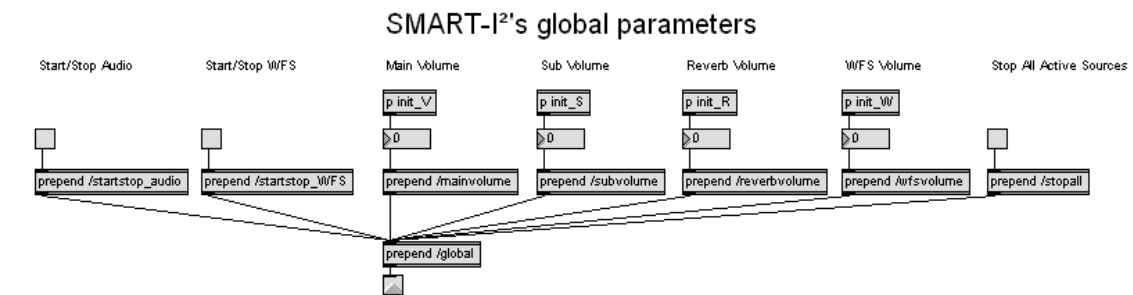 SMART-I²'s global parameters
Start/Stop Audio Start/Stop WFS Main Volume Sub Volume Reverb Volume WFS Volume Stop All Active Sources
p init_V p init_S p init_R p init_W
0 0 0 0
prepend /startstop_audio prepend /startstop_WFS prepend /mainvolume prepend /subvolume prepend /reverbvolume prepend /wfsvolume prepend /stopall
prepend /global